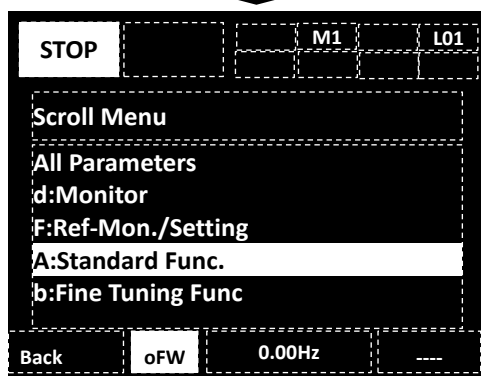 STOP M1 L01
Scroll Menu
All Parameters
d:Monitor
F:Ref-Mon./Setting
A:Standard Func.
b:Fine Tuning Func
Back oFW 0.00Hz ----